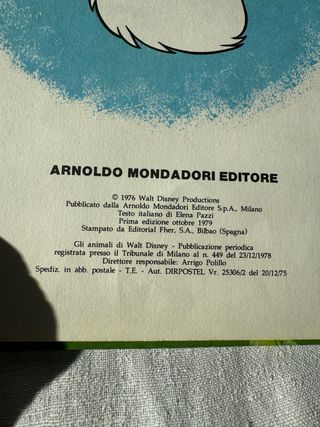 ARNOLDO MONDADORI EDITORE
© 1976 Walt Disney Productions
Pubblicato dalla Arnoldo Mondadori Editore S.p.A., Milano
Testo italiano di Elena Pazzi
Prima edizione ottobre 1979
Stampato da Editorial Fher, S.A., Bilbao (Spagna)
Gli animali di Walt Disney - Pubblicazione periodica
registrata presso il Tribunale di Milano al n. 449 del 23/12/1978
Direttore responsabile: Arrigo Polillo
Spediz. in abb. postale - T.E. - Aut. DIRPOSTEL Vr. 25306/2 del 20/12/75